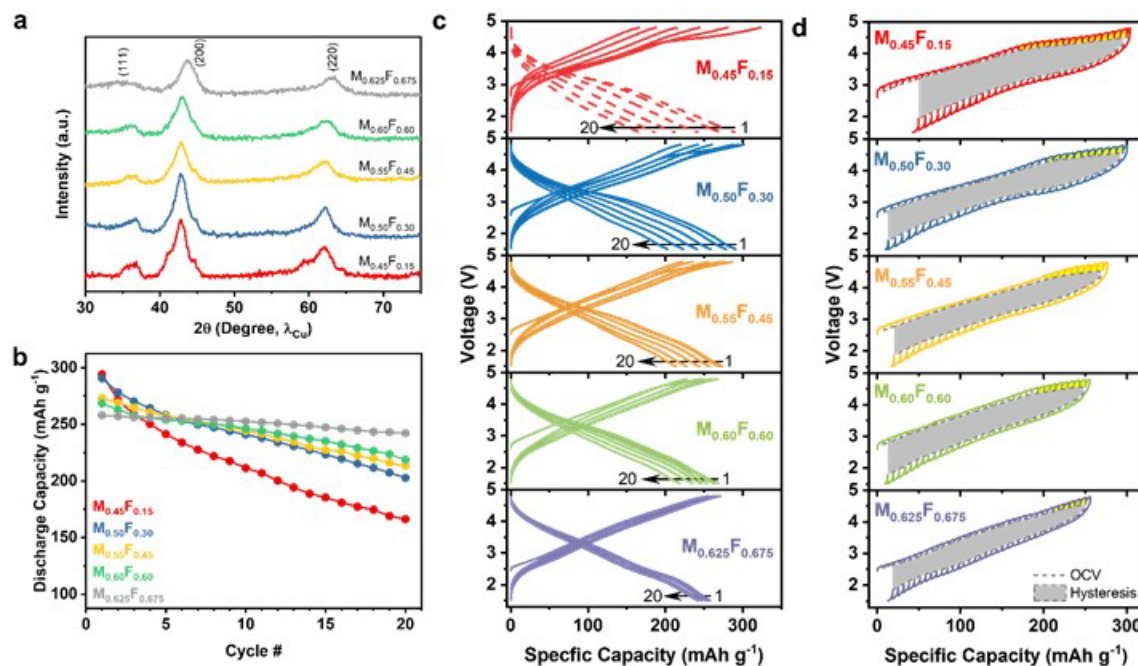 a
(111)
(200)
(220)
M0.625F0.675
M0.60F0.60
M0.55F0.45
M0.50F0.30
M0.45F0.15
Intensity (a.u.)
30 40 50 60 70
2θ (Degree, λCu)
b
300
250
200
150
100
Discharge Capacity (mAh g-1)
M0.45F0.15
M0.50F0.30
M0.55F0.45
M0.60F0.60
M0.625F0.675
0 5 10 15 20
Cycle #
c
5
4
3
2
M0.45F0.15
20 1
5
4
3
2
M0.50F0.30
20 1
5
4
3
2
M0.55F0.45
20 1
5
4
3
2
M0.60F0.60
20 1
5
4
3
2
M0.625F0.675
20 1
Voltage (V)
0 100 200 300
Specfic Capacity (mAh g-1)
d
5
4
3
2
M0.45F0.15
5
4
3
2
M0.50F0.30
5
4
3
2
M0.55F0.45
5
4
3
2
M0.60F0.60
5
4
3
2
M0.625F0.675
OCV
Hysteresis
Voltage (V)
0 100 200 300
Specific Capacity (mAh g-1)